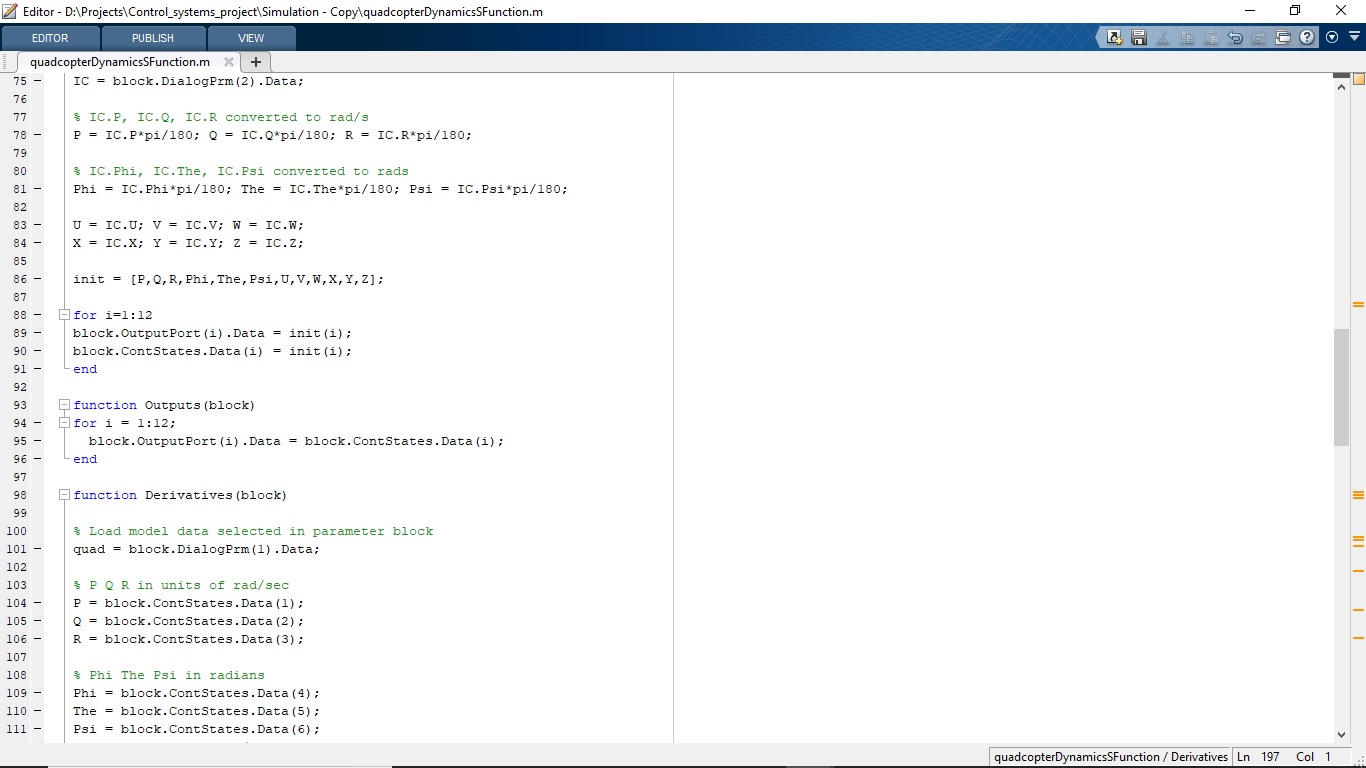 Editor - D:\Projects\Control_systems_project\Simulation - Copy\quadcopterDynamicsSFunction.m
EDITOR PUBLISH VIEW
quadcopterDynamicsSFunction.m
75 IC = block.DialogPrm(2).Data;
76
77 % IC.P, IC.Q, IC.R converted to rad/s
78 P = IC.P*pi/180; Q = IC.Q*pi/180; R = IC.R*pi/180;
79
80 % IC.Phi, IC.The, IC.Psi converted to rads
81 Phi = IC.Phi*pi/180; The = IC.The*pi/180; Psi = IC.Psi*pi/180;
82
83 U = IC.U; V = IC.V; W = IC.W;
84 X = IC.X; Y = IC.Y; Z = IC.Z;
85
86 init = [P,Q,R,Phi,The,Psi,U,V,W,X,Y,Z];
87
88 for i=1:12
89 block.OutputPort(i).Data = init(i);
90 block.ContStates.Data(i) = init(i);
91 end
92
93 function Outputs(block)
94 for i = 1:12;
95 block.OutputPort(i).Data = block.ContStates.Data(i);
96 end
97
98 function Derivatives(block)
99
100 % Load model data selected in parameter block
101 quad = block.DialogPrm(1).Data;
102
103 % P Q R in units of rad/sec
104 P = block.ContStates.Data(1);
105 Q = block.ContStates.Data(2);
106 R = block.ContStates.Data(3);
107
108 % Phi The Psi in radians
109 Phi = block.ContStates.Data(4);
110 The = block.ContStates.Data(5);
111 Psi = block.ContStates.Data(6);
quadcopterDynamicsSFunction / Derivatives Ln 197 Col 1